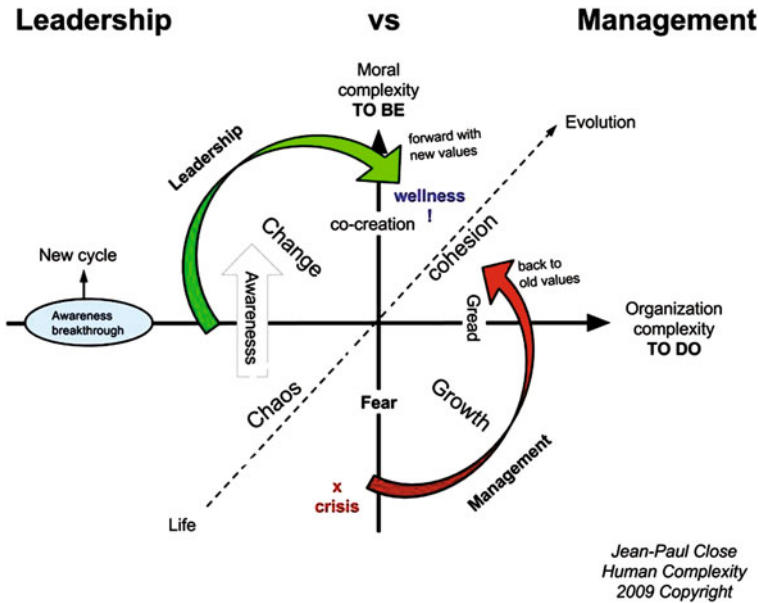 Leadership vs Management
Moral
complexity
TO BE
Evolution
forward with
new values
Leadership
wellness
!
co-creation
Change
cohesion
New cycle
back to
old values
Awareness
breakthrough
Awarenesss
Gread
Organization
complexity
TO DO
Chaos
Fear
Growth
x
crisis
Management
Life
Jean-Paul Close
Human Complexity
2009 Copyright